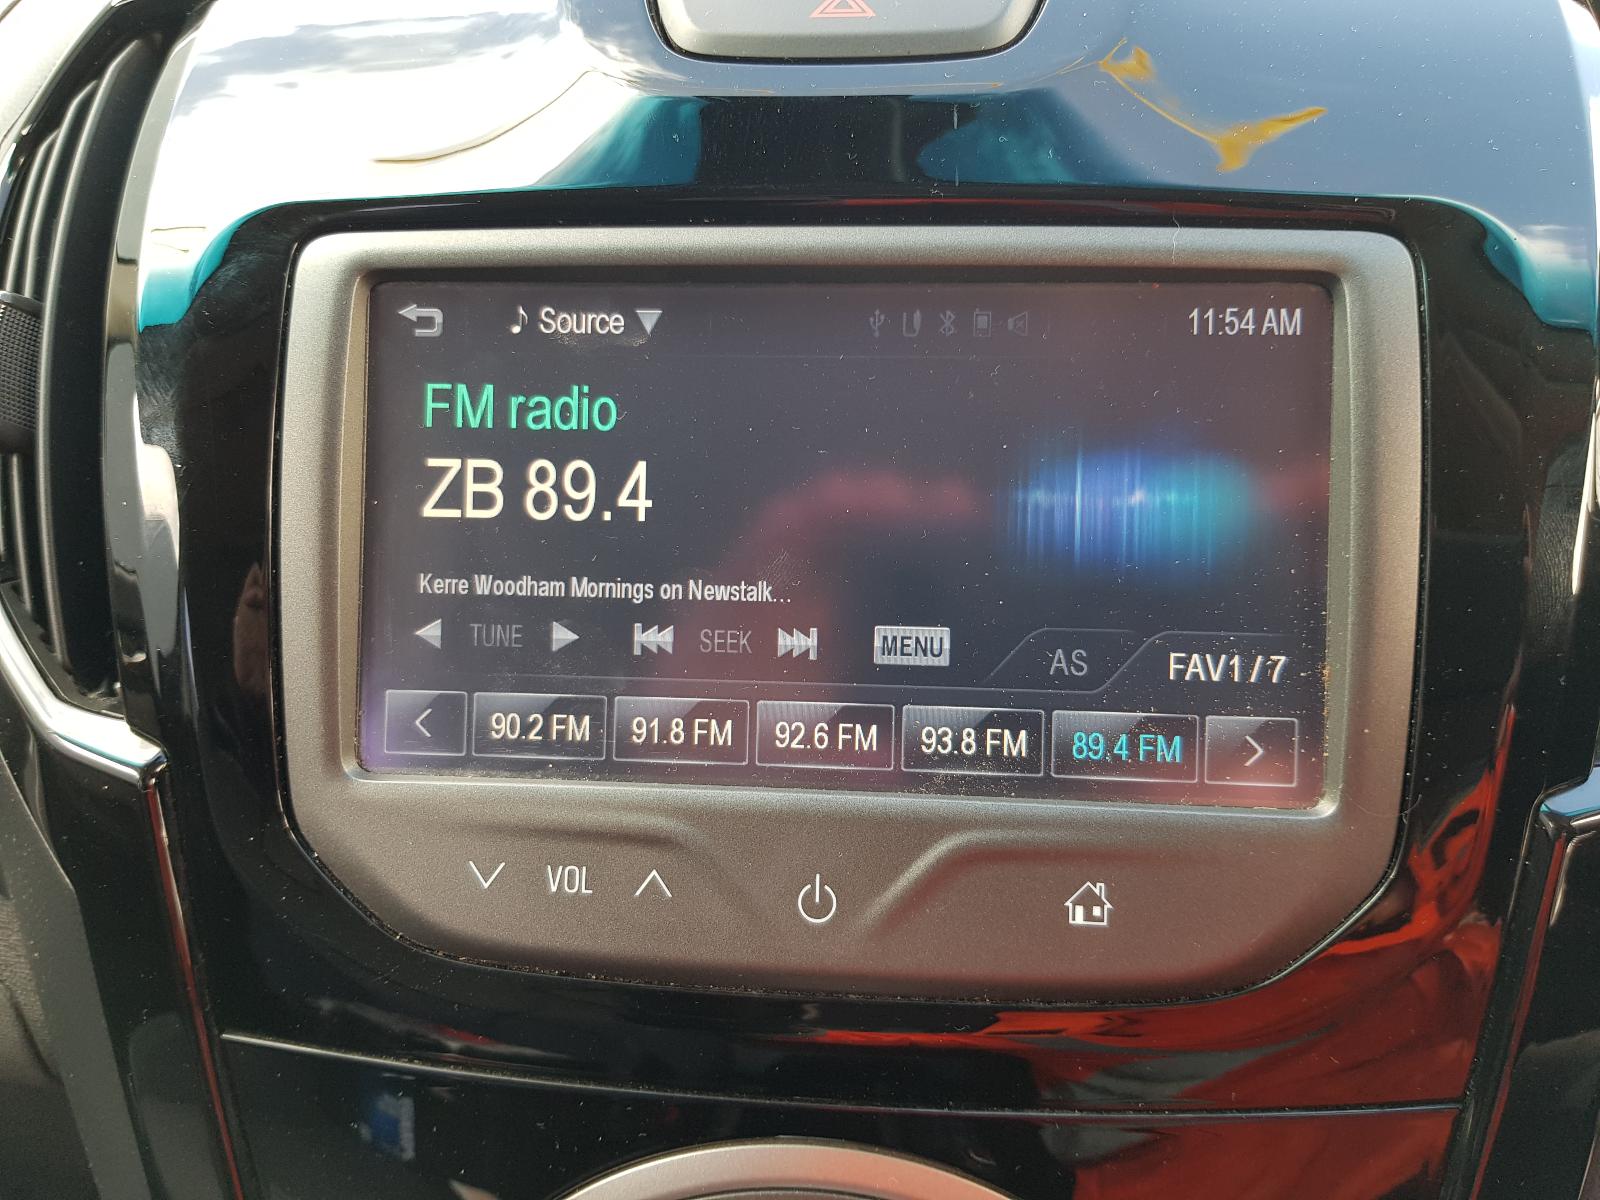 Source 11:54 AM
FM radio
ZB 89.4
Kerre Woodham Mornings on Newstalk...
TUNE SEEK MENU AS FAV1/7
90.2 FM 91.8 FM 92.6 FM 93.8 FM 89.4 FM
VOL